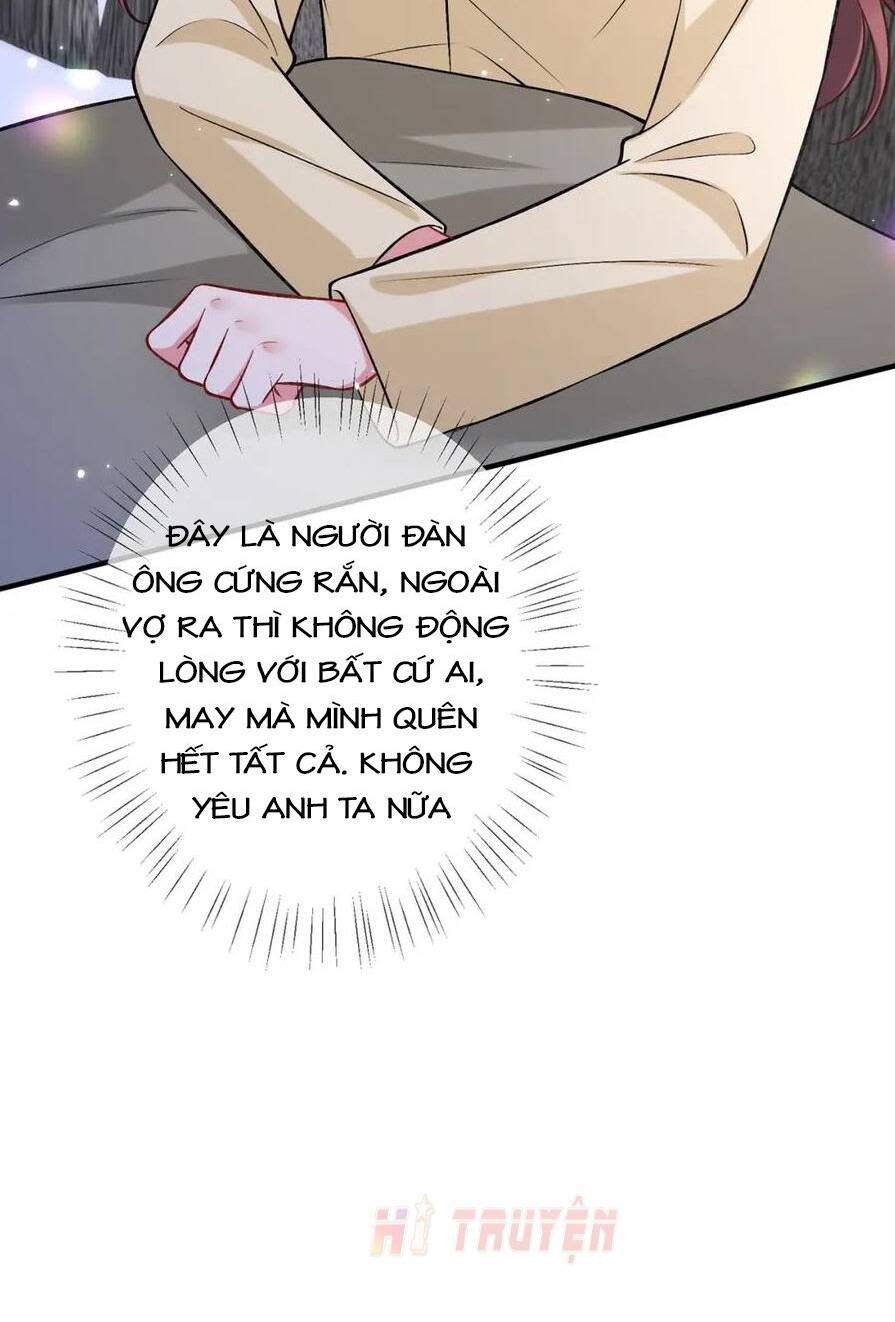 ĐÂY LÀ NGƯỜI ĐÀN
ÔNG CỨNG RẮN, NGOÀI
VỢ RA THÌ KHÔNG ĐỘNG
LÒNG VỚI BẤT CỨ AI,
MAY MÀ MÌNH QUÊN
HẾT TẤT CẢ. KHÔNG
YÊU ANH TA NỮA
HÍ TRUYỆN